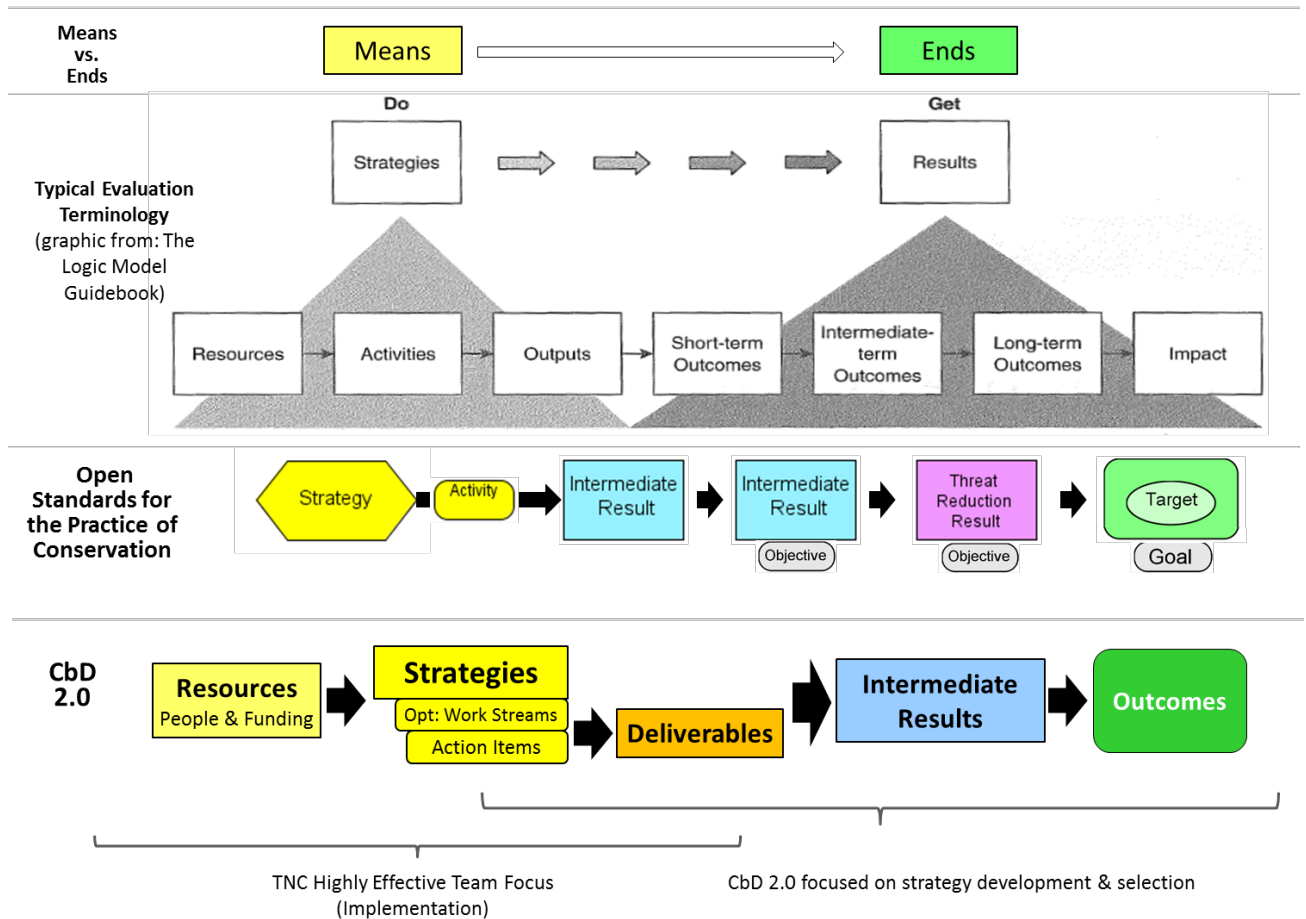 Means
vs.
Ends
Means
Ends
Do
Get
Strategies
Results
Typical Evaluation
Terminology
(graphic from: The
Logic Model
Guidebook)
Resources
Activities
Outputs
Short-term
Outcomes
Intermediate-
term
Outcomes
Long-term
Outcomes
Impact
Open
Standards for
the Practice of
Conservation
Strategy
Activity
Intermediate
Result
Intermediate
Result
Objective
Threat
Reduction
Result
Objective
Target
Goal
CbD
2.0
Resources
People & Funding
Strategies
Opt: Work Streams
Action Items
Deliverables
Intermediate
Results
Outcomes
TNC Highly Effective Team Focus
(Implementation)
CbD 2.0 focused on strategy development & selection